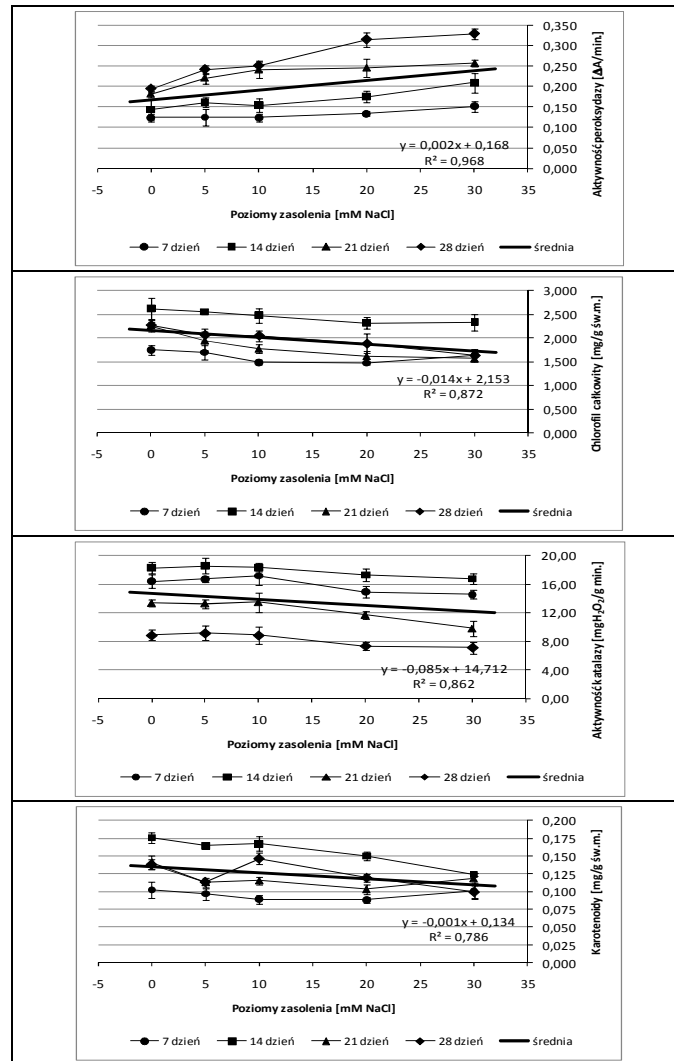 0,350
0,300
0,250
0,200
0,150
0,100
0,050
0,000
Aktywność peroksydazy [ΔA/min.]
y = 0,002x + 0,168
R² = 0,968
-5 0 5 10 15 20 25 30 35
Poziomy zasolenia [mM NaCl]
7 dzień 14 dzień 21 dzień 28 dzień średnia
3,000
2,500
2,000
1,500
1,000
0,500
0,000
Chlorofil całkowity [mg/g św.m.]
y = -0,014x + 2,153
R² = 0,872
-5 0 5 10 15 20 25 30 35
Poziomy zasolenia [mM NaCl]
7 dzień 14 dzień 21 dzień 28 dzień średnia
20,00
16,00
12,00
8,00
4,00
0,00
Aktywność katalazy [mgH₂O₂/g min.]
y = -0,085x + 14,712
R² = 0,862
-5 0 5 10 15 20 25 30 35
Poziomy zasolenia [mM NaCl]
7 dzień 14 dzień 21 dzień 28 dzień średnia
0,200
0,175
0,150
0,125
0,100
0,075
0,050
0,025
0,000
Karotenoidy [mg/g św.m.]
y = -0,001x + 0,134
R² = 0,786
-5 0 5 10 15 20 25 30 35
Poziomy zasolenia [mM NaCl]
7 dzień 14 dzień 21 dzień 28 dzień średnia